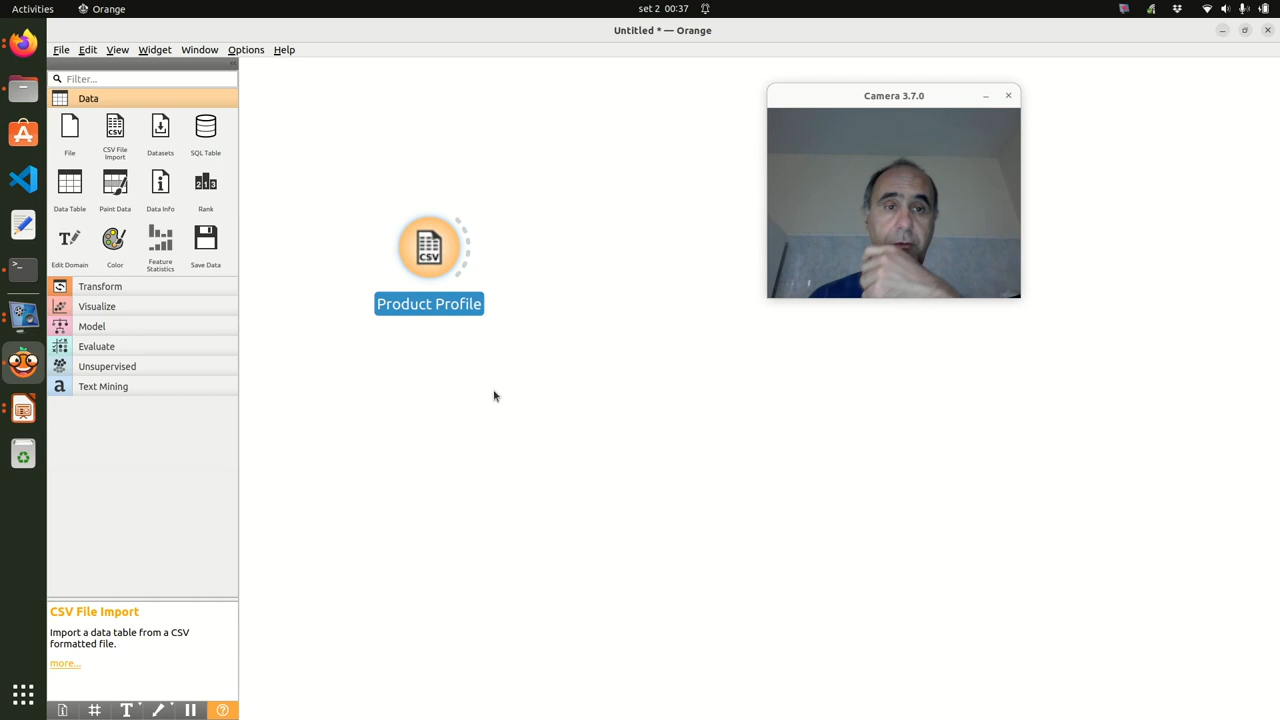 Activities
Orange
set 2 00:37
Untitled * — Orange
File Edit View Widget Window Options Help
Filter...
Data
File
CSV File Import
Datasets
SQL Table
Data Table
Paint Data
Data Info
Rank
Edit Domain
Color
Feature Statistics
Save Data
Transform
Visualize
Model
Evaluate
Unsupervised
Text Mining
CSV File Import
Import a data table from a CSV
formatted file.
more...
CSV
Product Profile
Camera 3.7.0